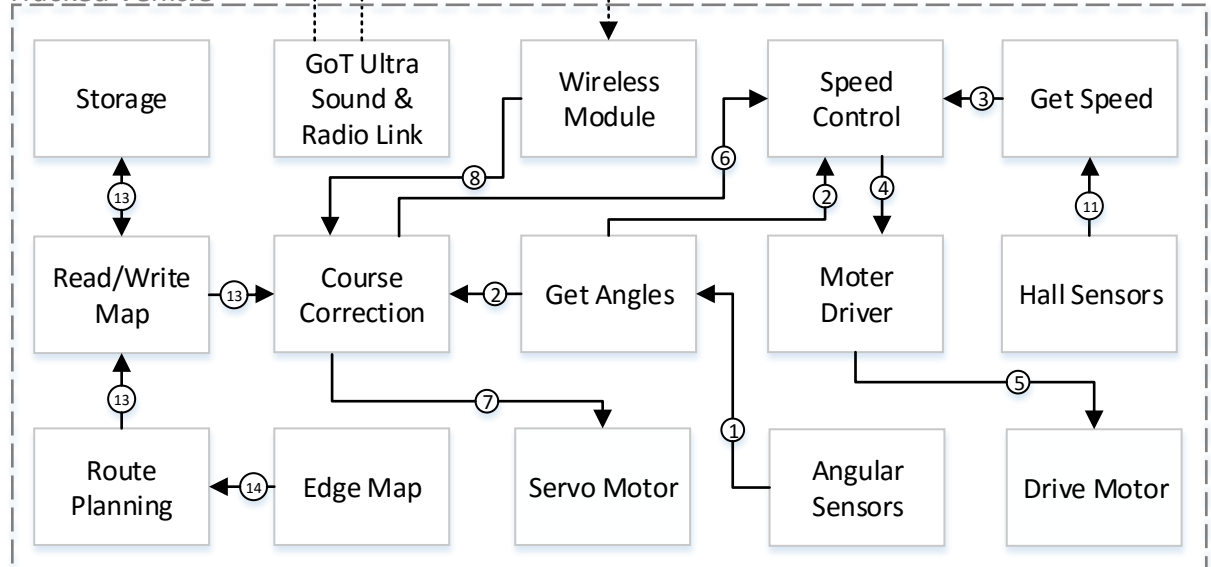 Storage
GoT Ultra
Sound &
Radio Link
Wireless
Module
Speed
Control
3
Get Speed
8
6
13
2
4
11
Read/Write
Map
13
Course
Correction
2
Get Angles
Moter
Driver
Hall Sensors
13
7
1
5
Route
Planning
14
Edge Map
Servo Motor
Angular
Sensors
Drive Motor